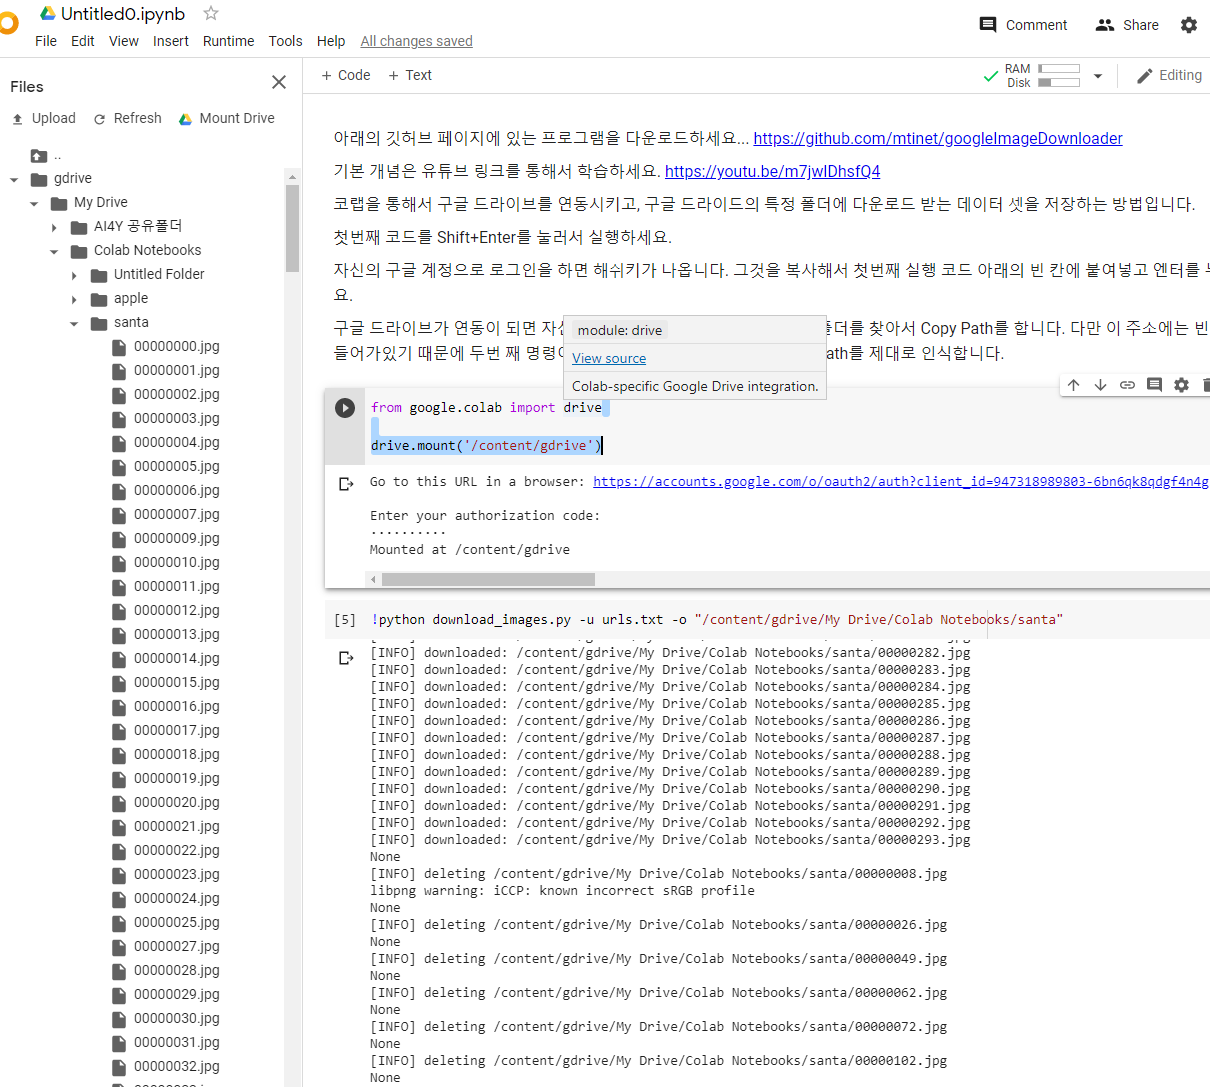 Untitled0.ipynb
File Edit View Insert Runtime Tools Help All changes saved
Comment Share
Files
Upload Refresh Mount Drive
..
gdrive
My Drive
AI4Y 공유폴더
Colab Notebooks
Untitled Folder
apple
santa
00000000.jpg
00000001.jpg
00000002.jpg
00000003.jpg
00000004.jpg
00000005.jpg
00000006.jpg
00000007.jpg
00000009.jpg
00000010.jpg
00000011.jpg
00000012.jpg
00000013.jpg
00000014.jpg
00000015.jpg
00000016.jpg
00000017.jpg
00000018.jpg
00000019.jpg
00000020.jpg
00000021.jpg
00000022.jpg
00000023.jpg
00000024.jpg
00000025.jpg
00000027.jpg
00000028.jpg
00000029.jpg
00000030.jpg
00000031.jpg
00000032.jpg
+ Code + Text
RAM
Disk
Editing
아래의 깃허브 페이지에 있는 프로그램을 다운로드하세요... https://github.com/mtinet/googleImageDownloader
기본 개념은 유튜브 링크를 통해서 학습하세요. https://youtu.be/m7jwIDhsfQ4
코랩을 통해서 구글 드라이브를 연동시키고, 구글 드라이드의 특정 폴더에 다운로드 받는 데이터 셋을 저장하는 방법입니다.
첫번째 코드를 Shift+Enter를 눌러서 실행하세요.
자신의 구글 계정으로 로그인을 하면 해쉬키가 나옵니다. 그것을 복사해서 첫번째 실행 코드 아래의 빈 칸에 붙여넣고 엔터를
요.
구글 드라이브가 연동이 되면 찾아서 Copy Path를 합니다. 다만 이 주소에는 빈
들어가있기 때문에 두번 째 제대로 인식합니다.
module: drive
View source
Colab-specific Google Drive integration.
from google.colab import drive
drive.mount('/content/gdrive')
Go to this URL in a browser: https://accounts.google.com/o/oauth2/auth?client_id=947318989803-6bn6qk8qdgf4n4g
Enter your authorization code:
··········
Mounted at /content/gdrive
[5] !python download_images.py -u urls.txt -o "/content/gdrive/My Drive/Colab Notebooks/santa"
[INFO] downloaded: /content/gdrive/My Drive/Colab Notebooks/santa/00000282.jpg
[INFO] downloaded: /content/gdrive/My Drive/Colab Notebooks/santa/00000283.jpg
[INFO] downloaded: /content/gdrive/My Drive/Colab Notebooks/santa/00000284.jpg
[INFO] downloaded: /content/gdrive/My Drive/Colab Notebooks/santa/00000285.jpg
[INFO] downloaded: /content/gdrive/My Drive/Colab Notebooks/santa/00000286.jpg
[INFO] downloaded: /content/gdrive/My Drive/Colab Notebooks/santa/00000287.jpg
[INFO] downloaded: /content/gdrive/My Drive/Colab Notebooks/santa/00000288.jpg
[INFO] downloaded: /content/gdrive/My Drive/Colab Notebooks/santa/00000289.jpg
[INFO] downloaded: /content/gdrive/My Drive/Colab Notebooks/santa/00000290.jpg
[INFO] downloaded: /content/gdrive/My Drive/Colab Notebooks/santa/00000291.jpg
[INFO] downloaded: /content/gdrive/My Drive/Colab Notebooks/santa/00000292.jpg
[INFO] downloaded: /content/gdrive/My Drive/Colab Notebooks/santa/00000293.jpg
None
[INFO] deleting /content/gdrive/My Drive/Colab Notebooks/santa/00000008.jpg
libpng warning: iCCP: known incorrect sRGB profile
None
[INFO] deleting /content/gdrive/My Drive/Colab Notebooks/santa/00000026.jpg
None
[INFO] deleting /content/gdrive/My Drive/Colab Notebooks/santa/00000049.jpg
None
[INFO] deleting /content/gdrive/My Drive/Colab Notebooks/santa/00000062.jpg
None
[INFO] deleting /content/gdrive/My Drive/Colab Notebooks/santa/00000072.jpg
None
[INFO] deleting /content/gdrive/My Drive/Colab Notebooks/santa/00000102.jpg
None